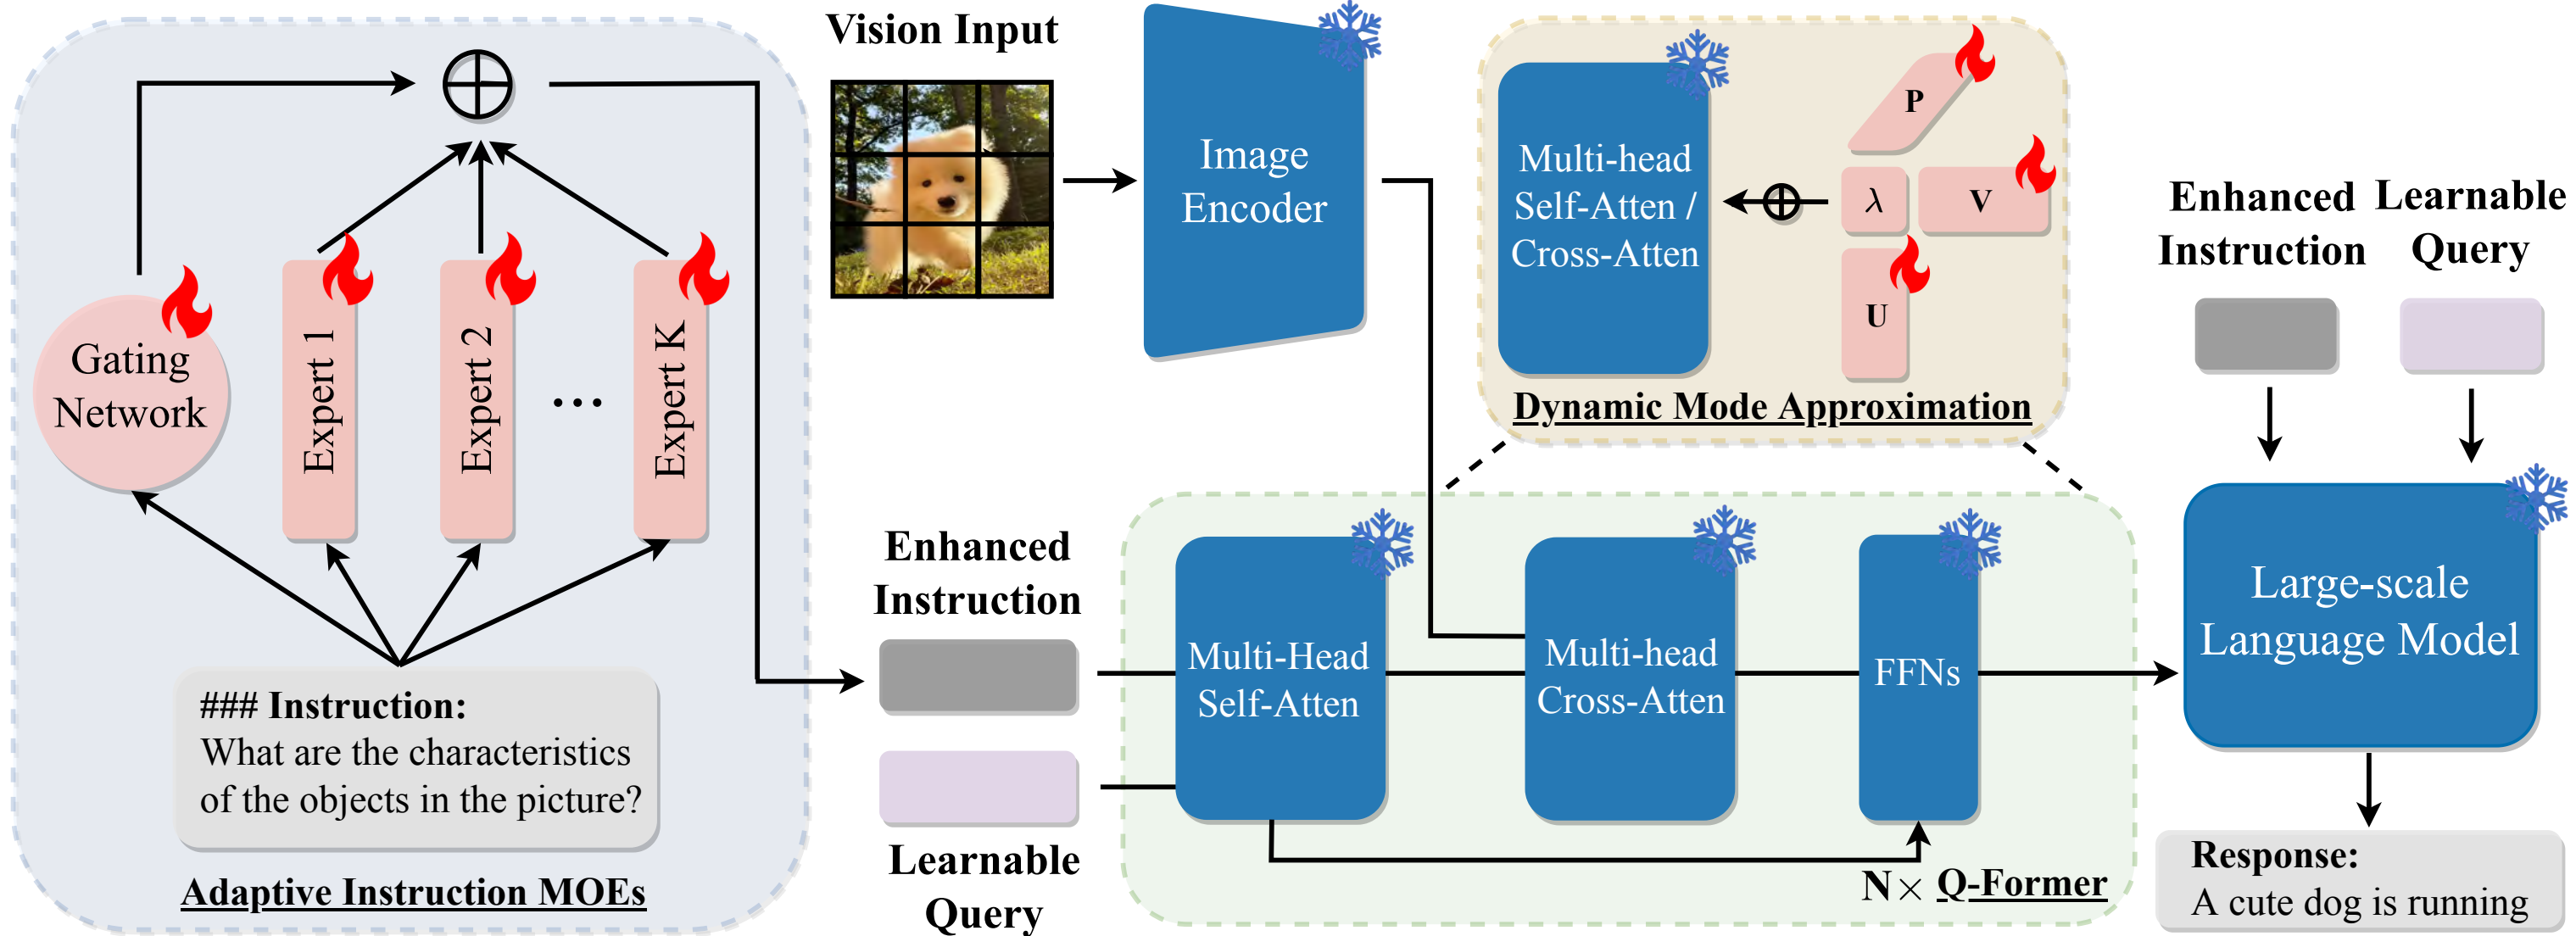 Gating
Network
Expert 1
Expert 2
...
Expert K
### Instruction:
What are the characteristics
of the objects in the picture?
Adaptive Instruction MOEs
Vision Input
Image
Encoder
Multi-head
Self-Atten /
Cross-Atten
P
λ
V
U
Dynamic Mode Approximation
Enhanced
Instruction
Learnable
Query
Multi-Head
Self-Atten
Multi-head
Cross-Atten
FFNs
N× Q-Former
Enhanced
Instruction
Learnable
Query
Large-scale
Language Model
Response:
A cute dog is running